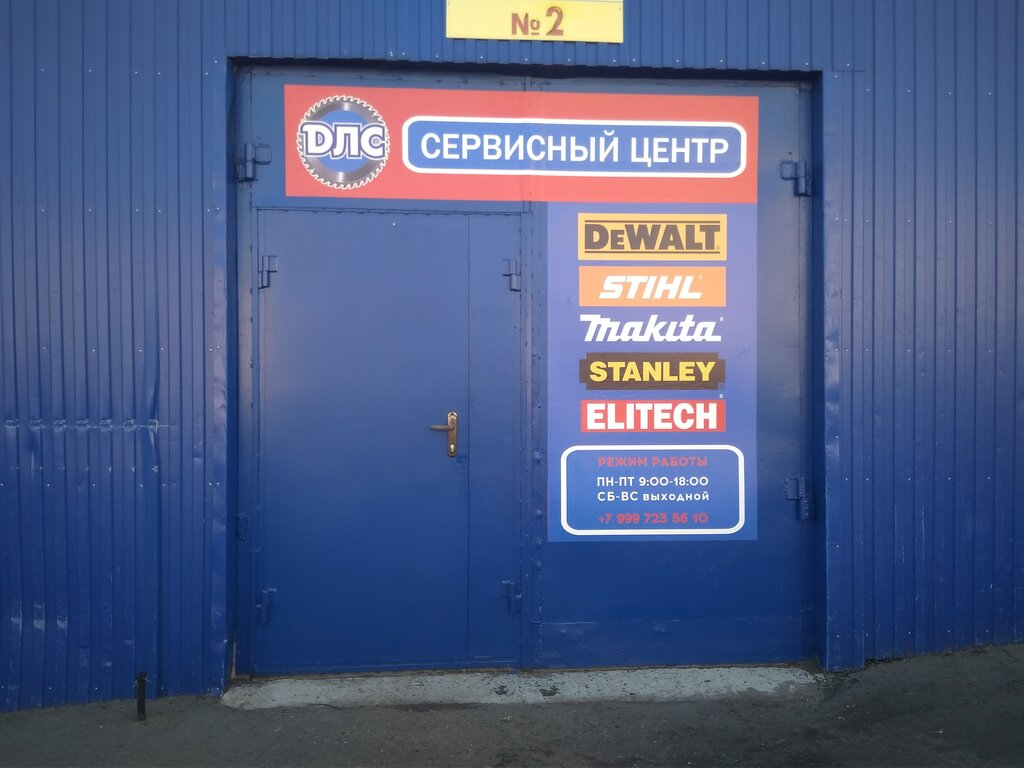 №2
ДЛС
СЕРВИСНЫЙ ЦЕНТР
DEWALT
STIHL
makita
STANLEY
ELITECH
РЕЖИМ РАБОТЫ
ПН-ПТ 9:00-18:00
СБ-ВС выходной
+7 999 723 56 10